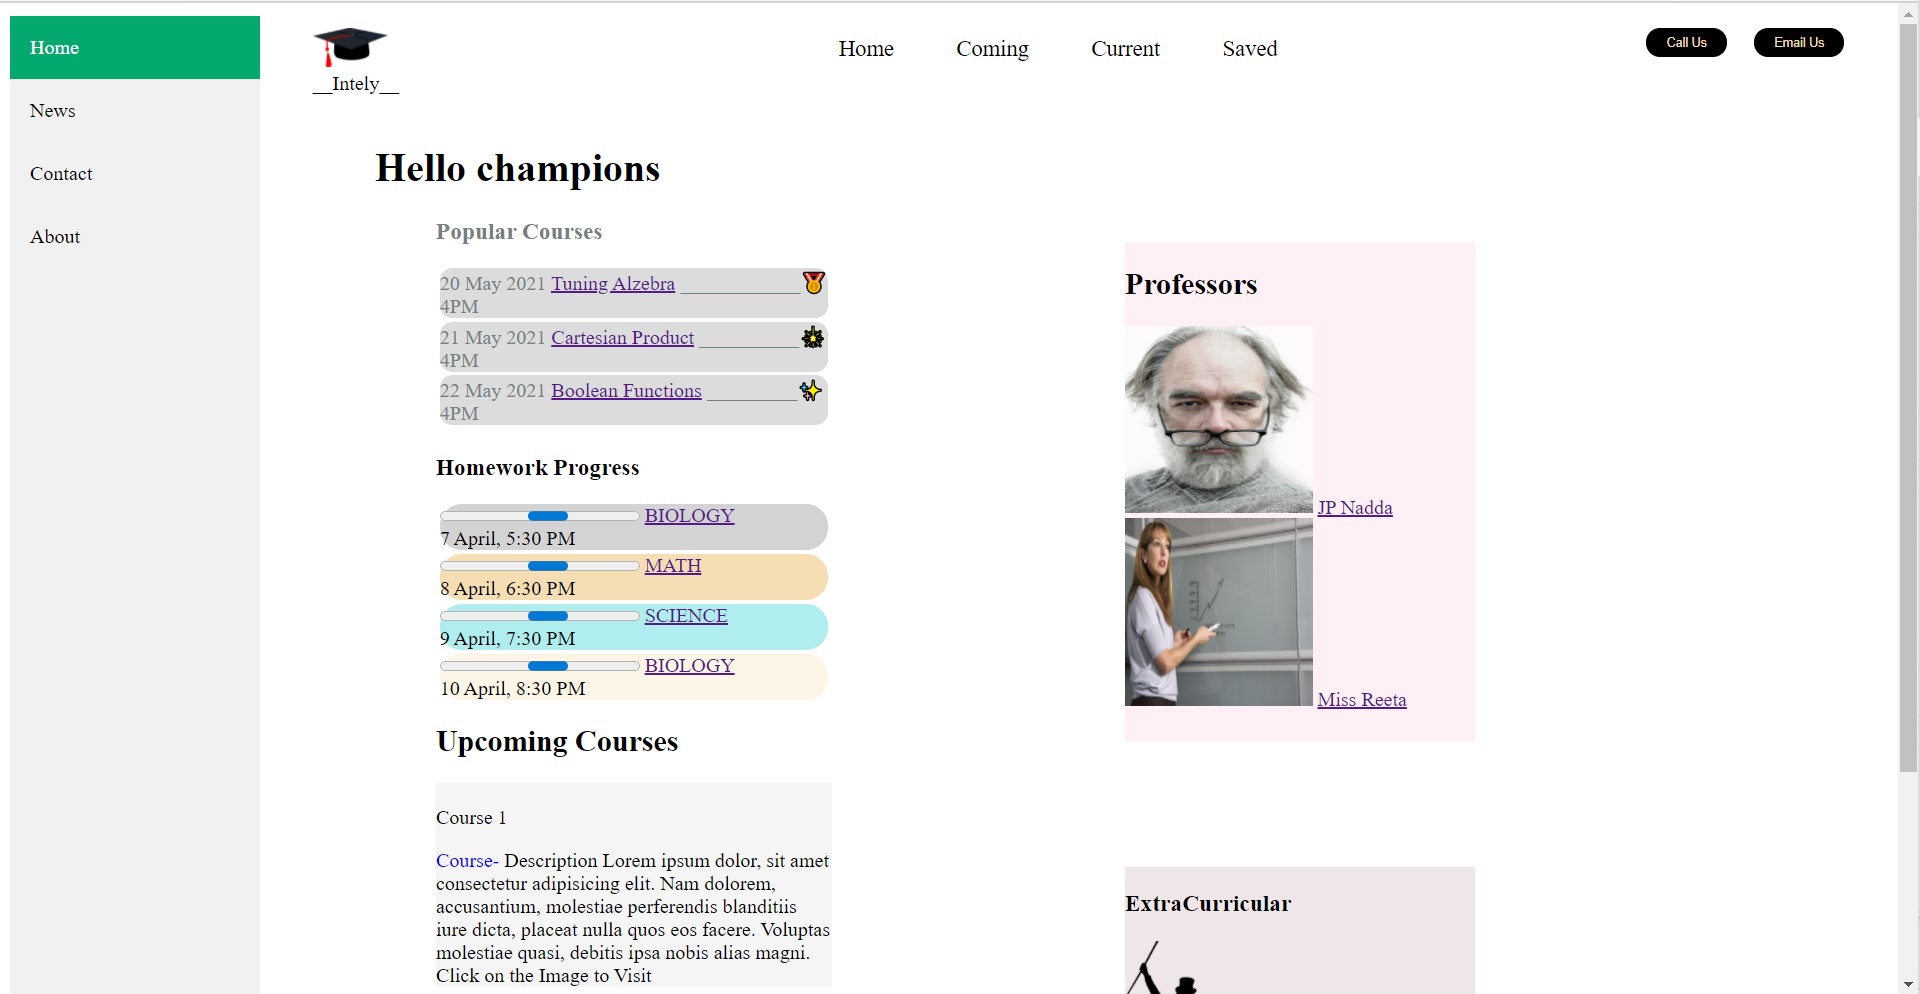 Home
News
Contact
About
__Intely__
Home Coming Current Saved
Call Us Email Us
Hello champions
Popular Courses
20 May 2021 Tuning Alzebra ____________
4PM
21 May 2021 Cartesian Product __________
4PM
22 May 2021 Boolean Functions _________
4PM
Homework Progress
BIOLOGY
7 April, 5:30 PM
MATH
8 April, 6:30 PM
SCIENCE
9 April, 7:30 PM
BIOLOGY
10 April, 8:30 PM
Upcoming Courses
Course 1
Course- Description Lorem ipsum dolor, sit amet
consectetur adipisicing elit. Nam dolorem,
accusantium, molestiae perferendis blanditiis
iure dicta, placeat nulla quos eos facere. Voluptas
molestiae quasi, debitis ipsa nobis alias magni.
Click on the Image to Visit
Professors
JP Nadda
Miss Reeta
ExtraCurricular